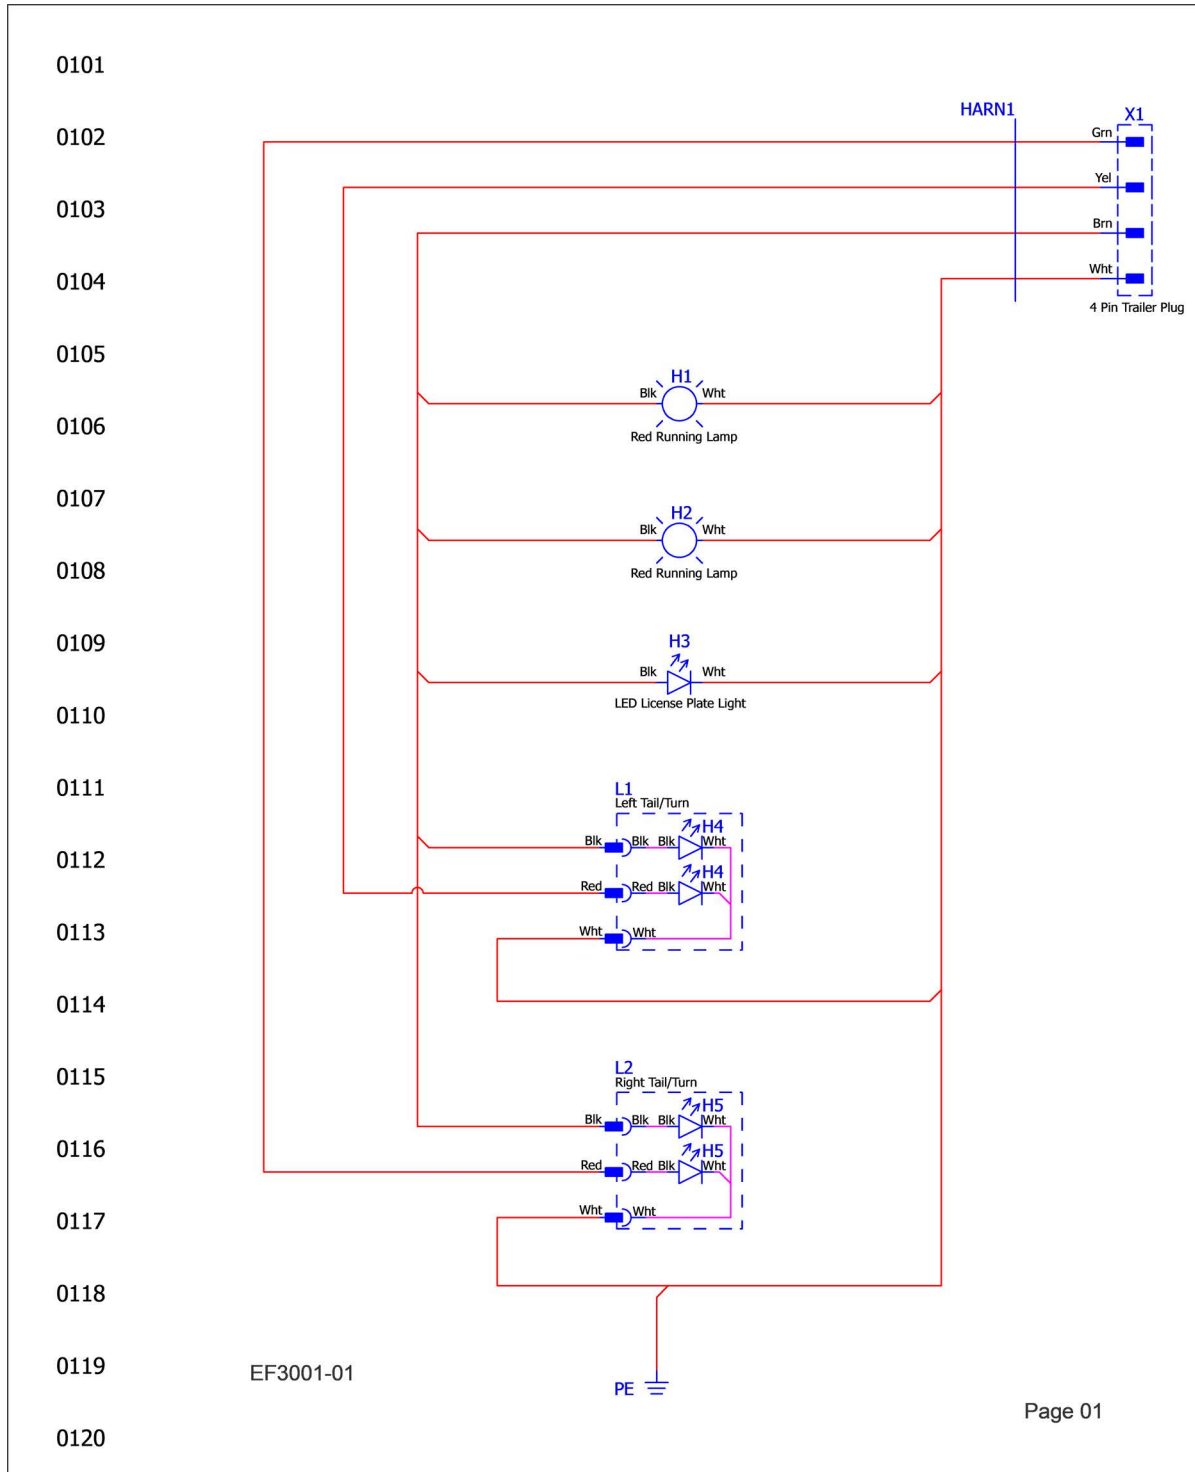 0101
HARN1
X1
0102
Grn
Yel
0103
Brn
Wht
0104
4 Pin Trailer Plug
0105
H1
Blk Wht
0106
Red Running Lamp
0107
H2
Blk Wht
0108
Red Running Lamp
0109
H3
Blk Wht
LED License Plate Light
0110
0111
L1
Left Tail/Turn
H4
Blk Blk Blk Wht
0112
H4
Red Red Blk Wht
0113
Wht Wht
0114
0115
L2
Right Tail/Turn
H5
Blk Blk Blk Wht
0116
H5
Red Red Blk Wht
0117
Wht Wht
0118
0119
EF3001-01
PE
Page 01
0120